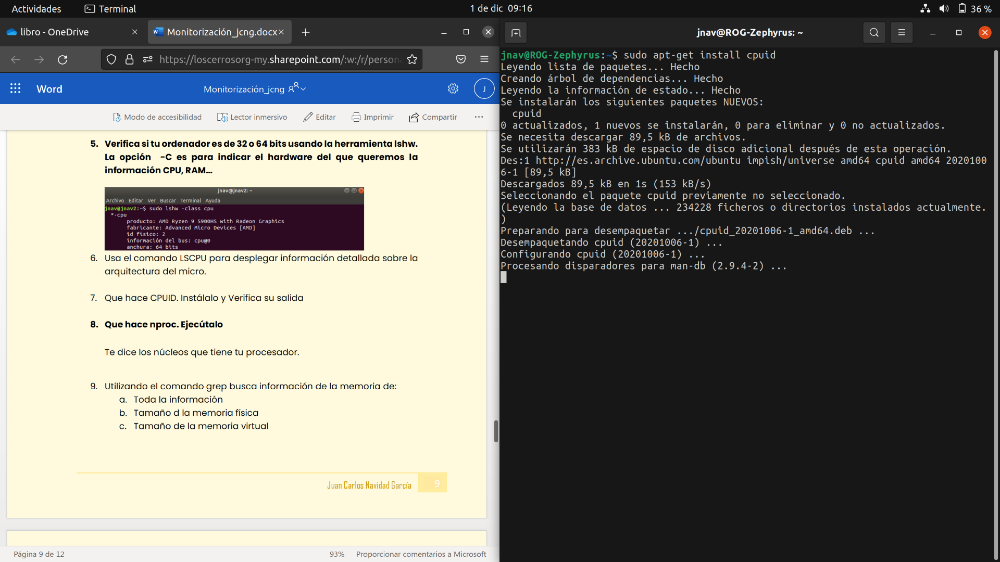 Actividades
Terminal
1 de dic 09:16
36 %
libro - OneDrive
Monitorización_jcng.docx
https://loscerrosorg-my.sharepoint.com/:w:/r/persona
Word
Monitorización_jcng
J
Modo de accesibilidad
Lector inmersivo
Editar
Imprimir
Compartir
5. Verifica si tu ordenador es de 32 o 64 bits usando la herramienta lshw.
La opción -C es para indicar el hardware del que queremos la
información CPU, RAM...
jnav@jnav2: ~
Archivo Editar Ver Buscar Terminal Ayuda
jnav@jnav2:~$ sudo lshw -class cpu
*-cpu
producto: AMD Ryzen 9 5900HS with Radeon Graphics
fabricante: Advanced Micro Devices [AMD]
id físico: 2
información del bus: cpu@0
anchura: 64 bits
6. Usa el comando LSCPU para desplegar información detallada sobre la
arquitectura del micro.
7. Que hace CPUID. Instálalo y Verifica su salida
8. Que hace nproc. Ejecútalo
Te dice los núcleos que tiene tu procesador.
9. Utilizando el comando grep busca información de la memoria de:
a. Toda la información
b. Tamaño d la memoria física
c. Tamaño de la memoria virtual
Juan Carlos Navidad García
9
Página 9 de 12
93%
Proporcionar comentarios a Microsoft
jnav@ROG-Zephyrus: ~
jnav@ROG-Zephyrus:~$ sudo apt-get install cpuid
Leyendo lista de paquetes... Hecho
Creando árbol de dependencias... Hecho
Leyendo la información de estado... Hecho
Se instalarán los siguientes paquetes NUEVOS:
cpuid
0 actualizados, 1 nuevos se instalarán, 0 para eliminar y 0 no actualizados.
Se necesita descargar 89,5 kB de archivos.
Se utilizarán 383 kB de espacio de disco adicional después de esta operación.
Des:1 http://es.archive.ubuntu.com/ubuntu impish/universe amd64 cpuid amd64 2020100
6-1 [89,5 kB]
Descargados 89,5 kB en 1s (153 kB/s)
Seleccionando el paquete cpuid previamente no seleccionado.
(Leyendo la base de datos ... 234228 ficheros o directorios instalados actualmente.
)
Preparando para desempaquetar .../cpuid_20201006-1_amd64.deb ...
Desempaquetando cpuid (20201006-1) ...
Configurando cpuid (20201006-1) ...
Procesando disparadores para man-db (2.9.4-2) ...